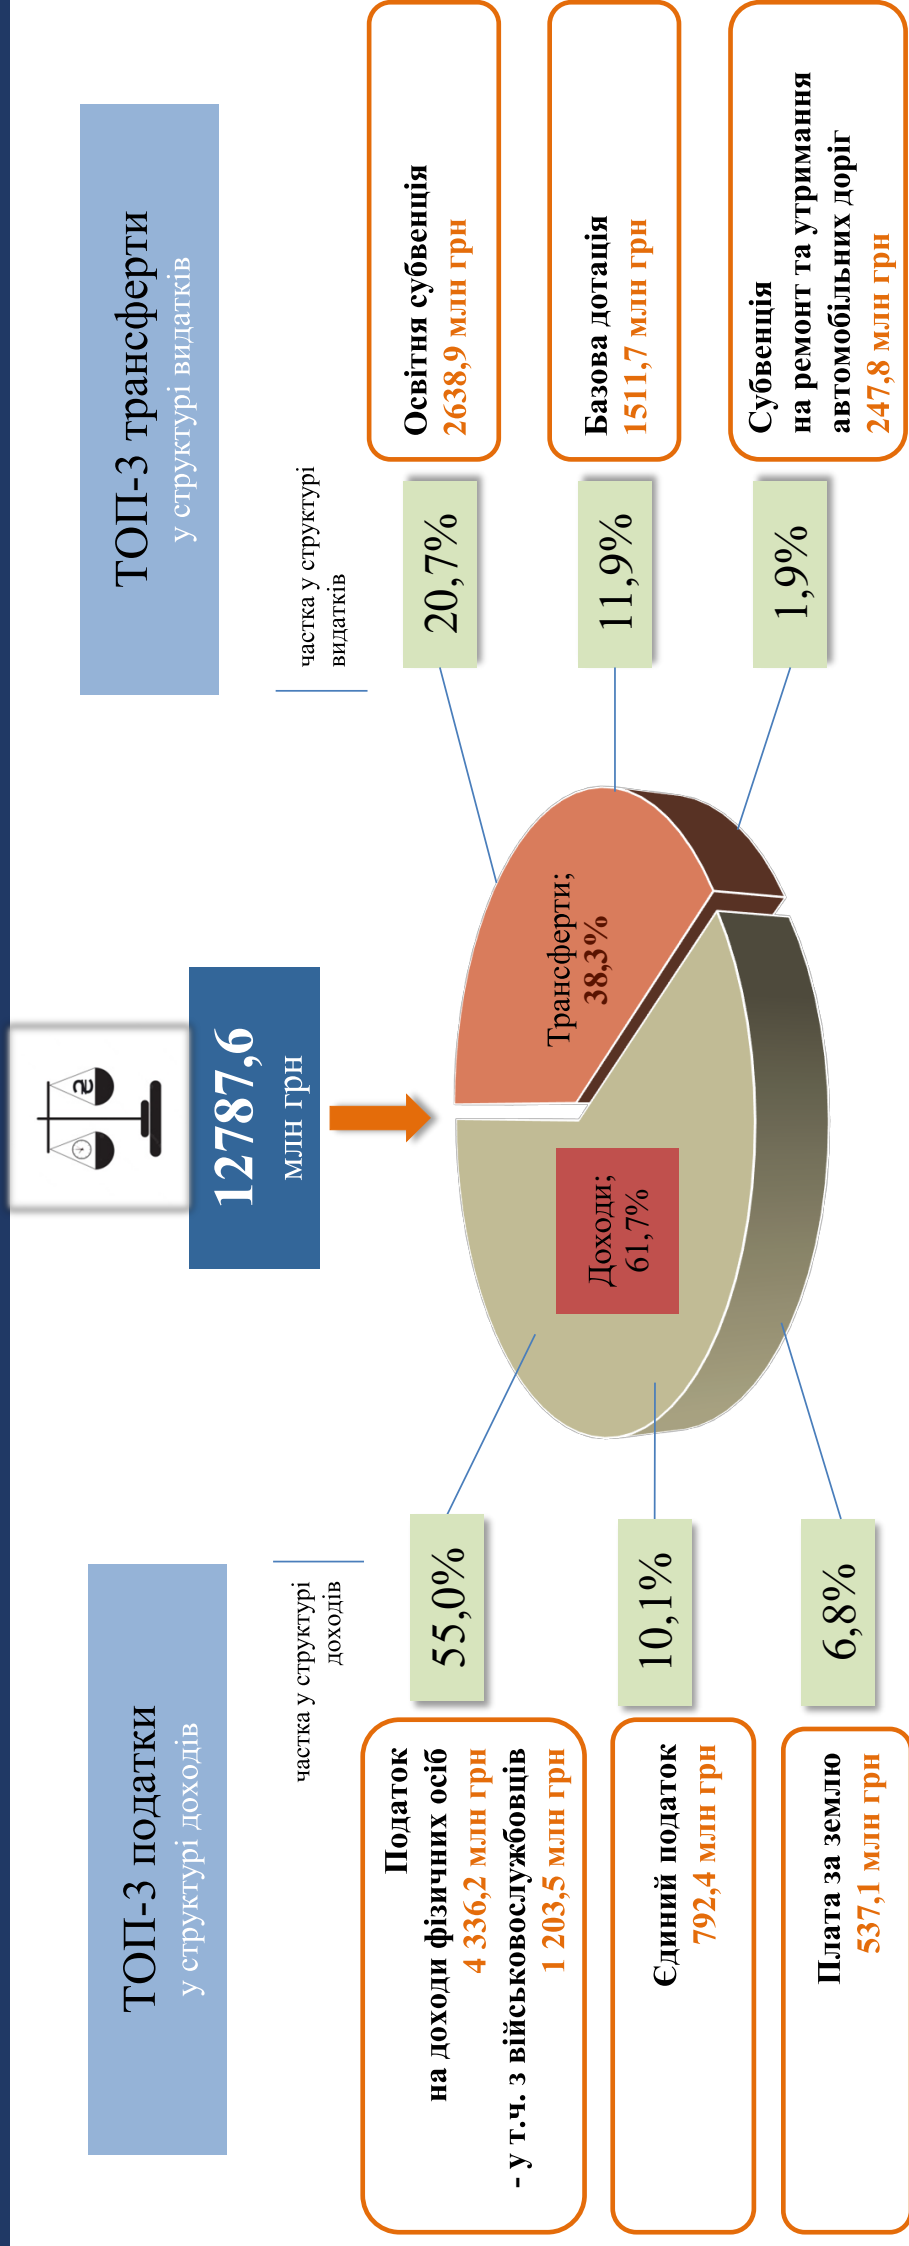 12787,6
млн грн
ТОП-3 податки
у структурі доходів
частка у структурі
доходів
Податок
на доходи фізичних осіб
4 336,2 млн грн
- у т.ч. з військовослужбовців
1 203,5 млн грн
55,0%
Єдиний податок
792,4 млн грн
10,1%
Плата за землю
537,1 млн грн
6,8%
Доходи;
61,7%
Трансферти;
38,3%
ТОП-3 трансферти
у структурі видатків
частка у структурі
видатків
20,7%
Освітня субвенція
2638,9 млн грн
11,9%
Базова дотація
1511,7 млн грн
1,9%
Субвенція
на ремонт та утримання
автомобільних доріг
247,8 млн грн